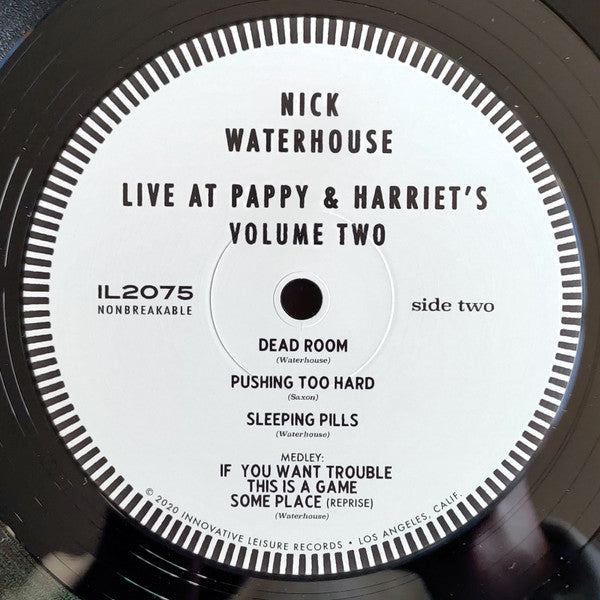 NICK
WATERHOUSE
LIVE AT PAPPY & HARRIET'S
VOLUME TWO
IL2075
NONBREAKABLE
side two
DEAD ROOM
(Waterhouse)
PUSHING TOO HARD
(Saxon)
SLEEPING PILLS
(Waterhouse)
MEDLEY:
IF YOU WANT TROUBLE
THIS IS A GAME
SOME PLACE (REPRISE)
(Waterhouse)
© 2020 INNOVATIVE LEISURE RECORDS • LOS ANGELES, CALIF.